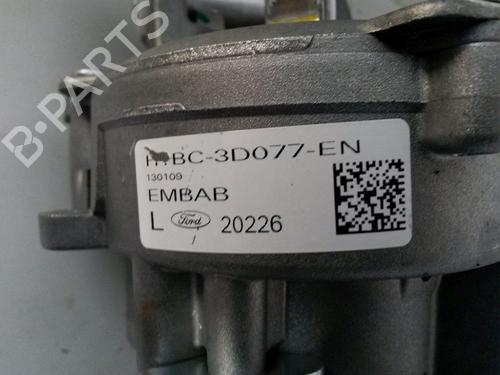 B-PARTS
BC-3D077-EN
130109
EMBAB
L Ford 20226